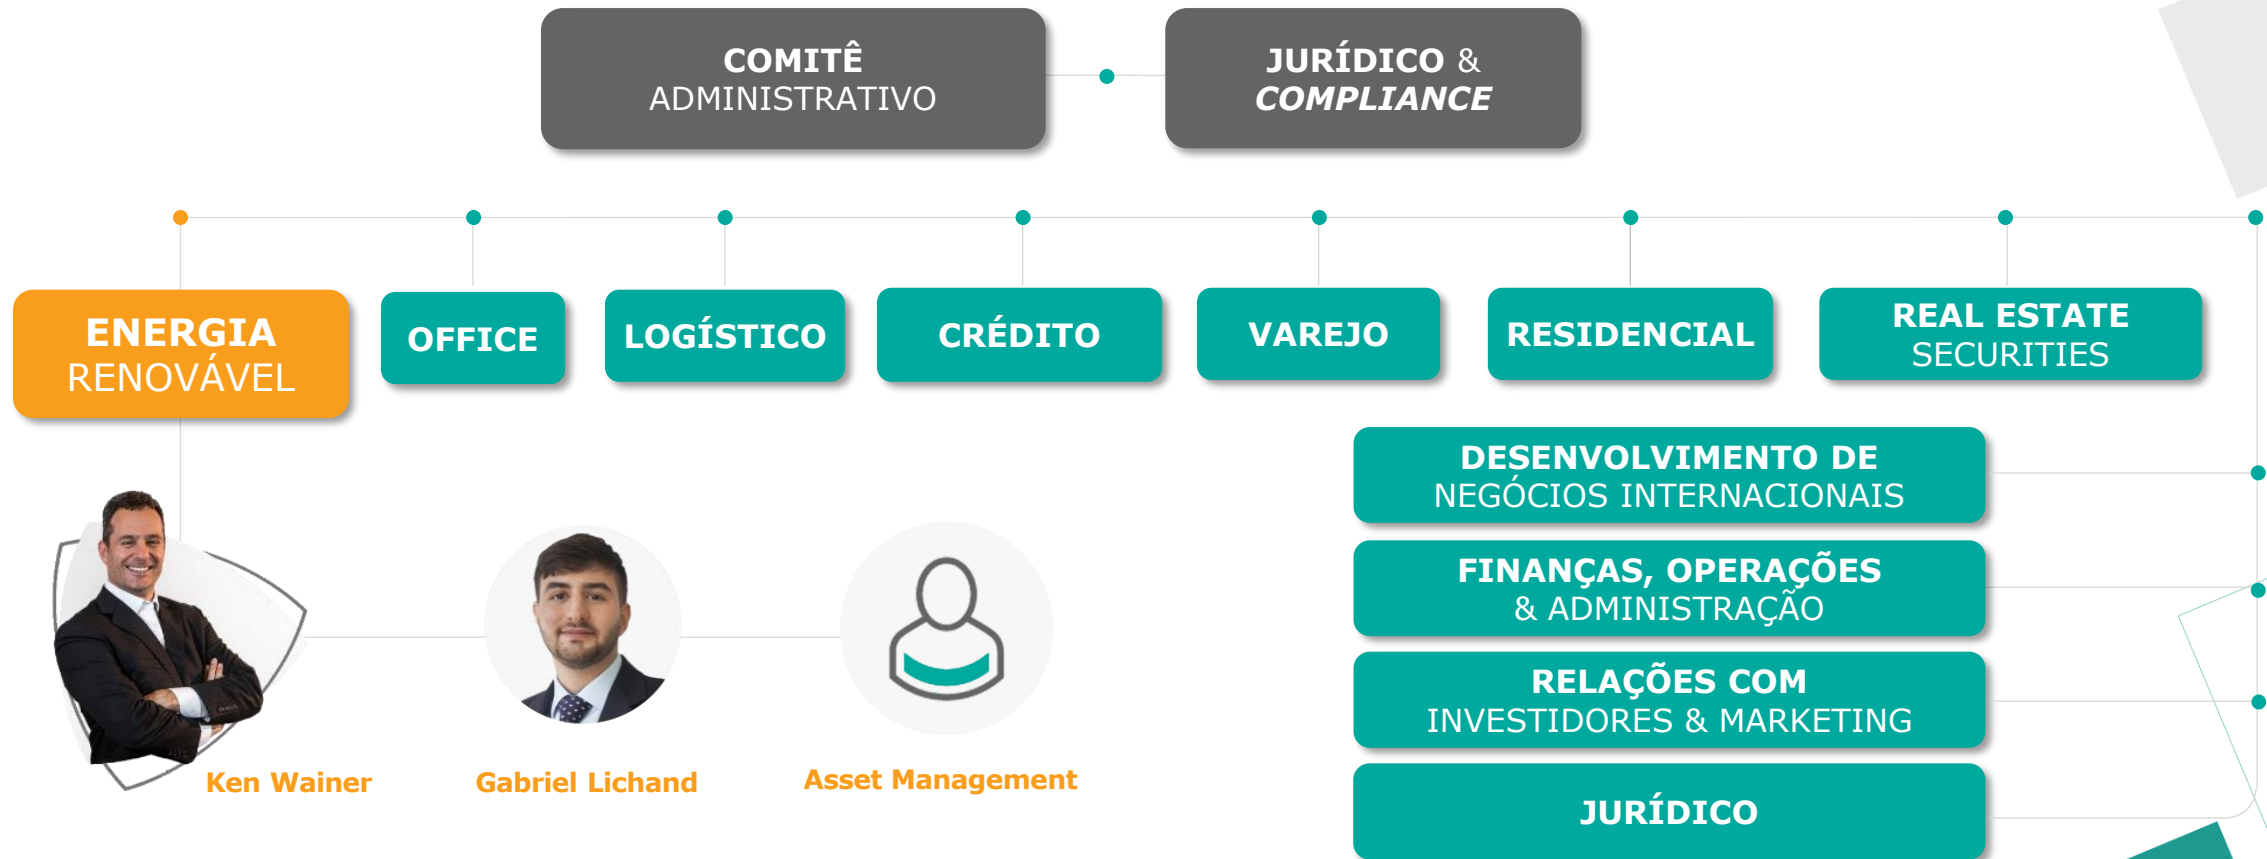 COMITÊ
ADMINISTRATIVO
JURÍDICO &
COMPLIANCE
ENERGIA
RENOVÁVEL
OFFICE
LOGÍSTICO
CRÉDITO
VAREJO
RESIDENCIAL
REAL ESTATE
SECURITIES
DESENVOLVIMENTO DE
NEGÓCIOS INTERNACIONAIS
FINANÇAS, OPERAÇÕES
& ADMINISTRAÇÃO
RELAÇÕES COM
INVESTIDORES & MARKETING
JURÍDICO
Ken Wainer
Gabriel Lichand
Asset Management